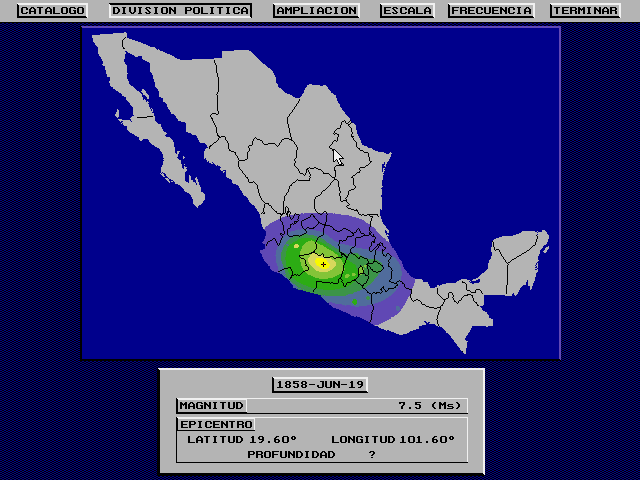 CATALOGO DIVISION POLITICA AMPLIACION ESCALA FRECUENCIA TERMINAR
1858-JUN-19
MAGNITUD 7.5 (Ms)
EPICENTRO
LATITUD 19.60° LONGITUD 101.60°
PROFUNDIDAD ?